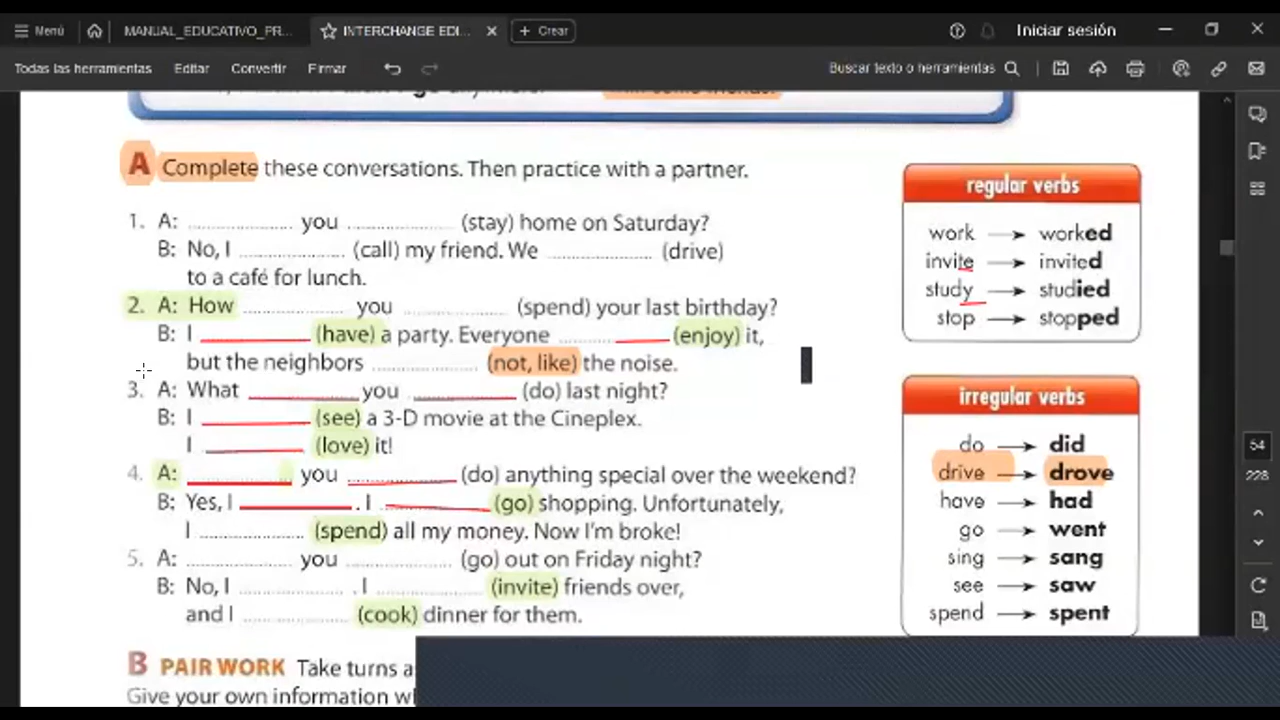 Menú MANUAL_EDUCATIVO_PR... INTERCHANGE EDI... Crear Iniciar sesión
Todas las herramientas Editar Convertir Firmar Buscar texto o herramientas
A Complete these conversations. Then practice with a partner.
1. A: .................... you .................... (stay) home on Saturday?
B: No, I .................... (call) my friend. We .................... (drive)
to a café for lunch.
2. A: How .................... you .................... (spend) your last birthday?
B: I .................... (have) a party. Everyone .................... (enjoy) it,
but the neighbors .................... (not, like) the noise.
3. A: What .................... you .................... (do) last night?
B: I .................... (see) a 3-D movie at the Cineplex.
I .................... (love) it!
4. A: .................... you .................... (do) anything special over the weekend?
B: Yes, I .................... . I .................... (go) shopping. Unfortunately,
I .................... (spend) all my money. Now I'm broke!
5. A: .................... you .................... (go) out on Friday night?
B: No, I .................... . I .................... (invite) friends over,
and I .................... (cook) dinner for them.
B PAIR WORK Take turns a
Give your own information w
regular verbs
work → worked
invite → invited
study → studied
stop → stopped
irregular verbs
do → did
drive → drove
have → had
go → went
sing → sang
see → saw
spend → spent
54
228